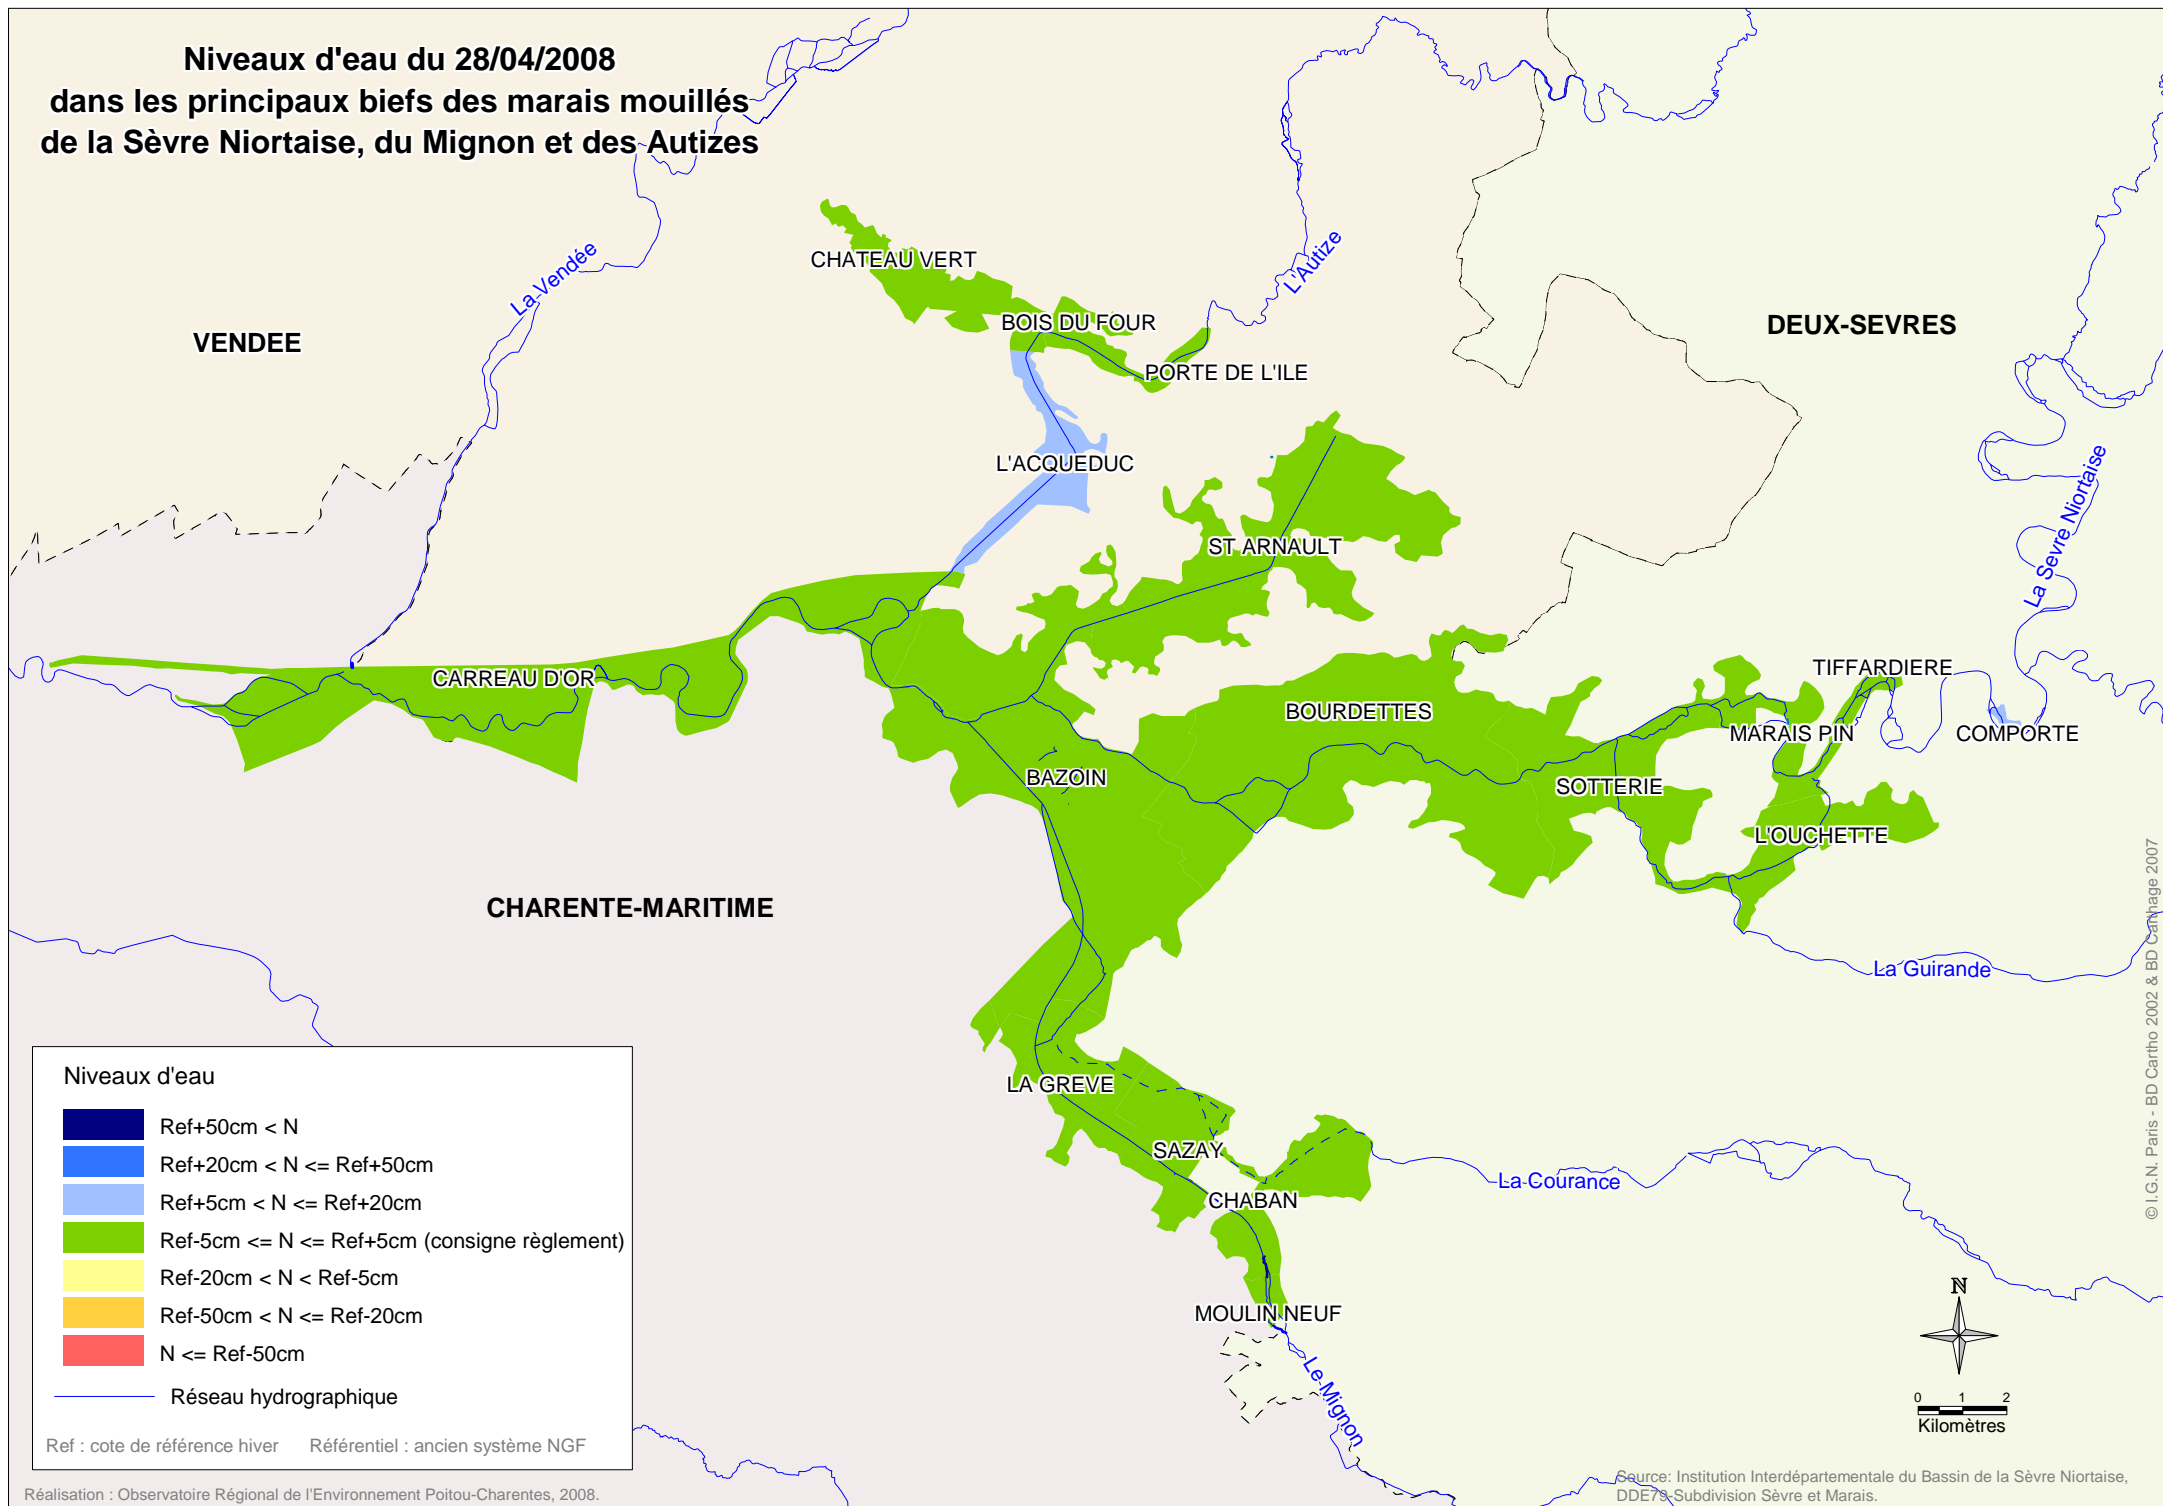 Niveaux d'eau du 28/04/2008
dans les principaux biefs des marais mouillés
de la Sèvre Niortaise, du Mignon et des Autizes
La Vendée
CHATEAU VERT
L'Autize
VENDEE
BOIS DU FOUR
DEUX-SEVRES
PORTE DE L'ILE
L'ACQUEDUC
La Sevre Niortaise
ST ARNAULT
CARREAU D'OR
TIFFARDIERE
BOURDETTES
MARAIS PIN
COMPORTE
BAZOIN
SOTTERIE
L'OUCHETTE
CHARENTE-MARITIME
La Guirande
LA GREVE
SAZAY
La Courance
CHABAN
MOULIN NEUF
Le Mignon
Niveaux d'eau
Ref+50cm < N
Ref+20cm < N <= Ref+50cm
Ref+5cm < N <= Ref+20cm
Ref-5cm <= N <= Ref+5cm (consigne règlement)
Ref-20cm < N < Ref-5cm
Ref-50cm < N <= Ref-20cm
N <= Ref-50cm
Réseau hydrographique
Ref : cote de référence hiver Référentiel : ancien système NGF
N
0 1 2
Kilomètres
© I.G.N. Paris - BD Cartho 2002 & BD Carthage 2007
Réalisation : Observatoire Régional de l'Environnement Poitou-Charentes, 2008.
Source: Institution Interdépartementale du Bassin de la Sèvre Niortaise,
DDE79-Subdivision Sèvre et Marais.